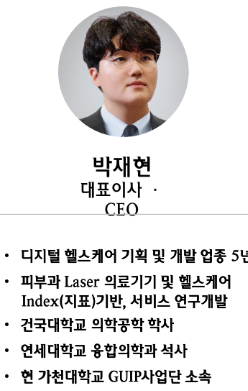 박재현
대표이사 ·
CEO
• 디지털 헬스케어 기획 및 개발 업종 5년
• 피부과 Laser 의료기기 및 헬스케어
Index(지표)기반, 서비스 연구개발
• 건국대학교 의학공학 학사
• 연세대학교 융합의학과 석사
• 현 가천대학교 GUIP사업단 소속